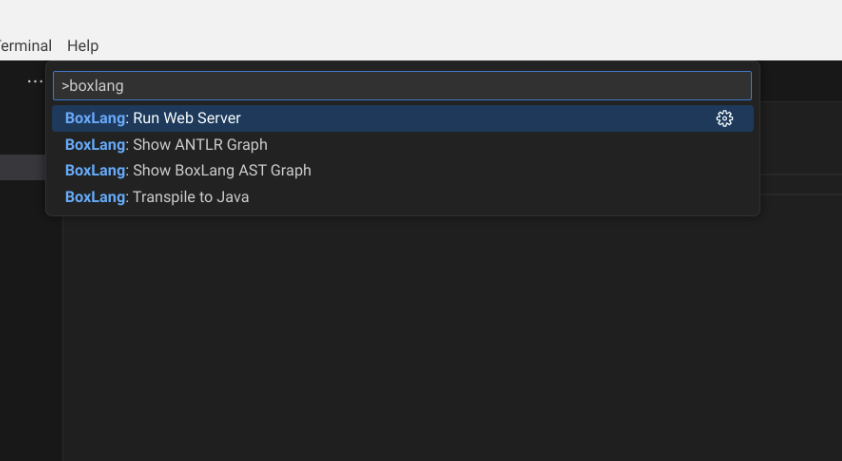 Help
>boxlang
BoxLang: Run Web Server
BoxLang: Show ANTLR Graph
BoxLang: Show BoxLang AST Graph
BoxLang: Transpile to Java